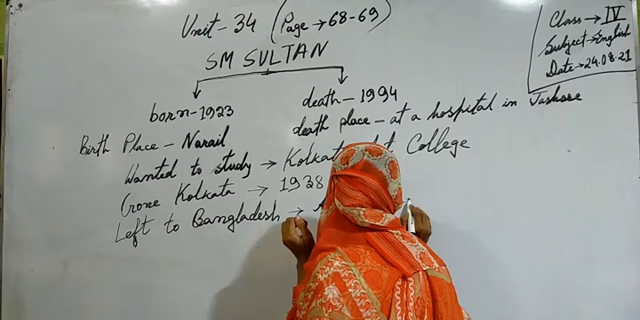 Unit - 34 (Page → 68-69)
SM SULTAN
born - 1923
death - 1994
Birth Place - Narail
death place - at a hospital in Jashore
Wanted to study → Kolkata College
Gone Kolkata → 1938
Left to Bangladesh →
Class → IV
Subject → English
Date → 24.08.21